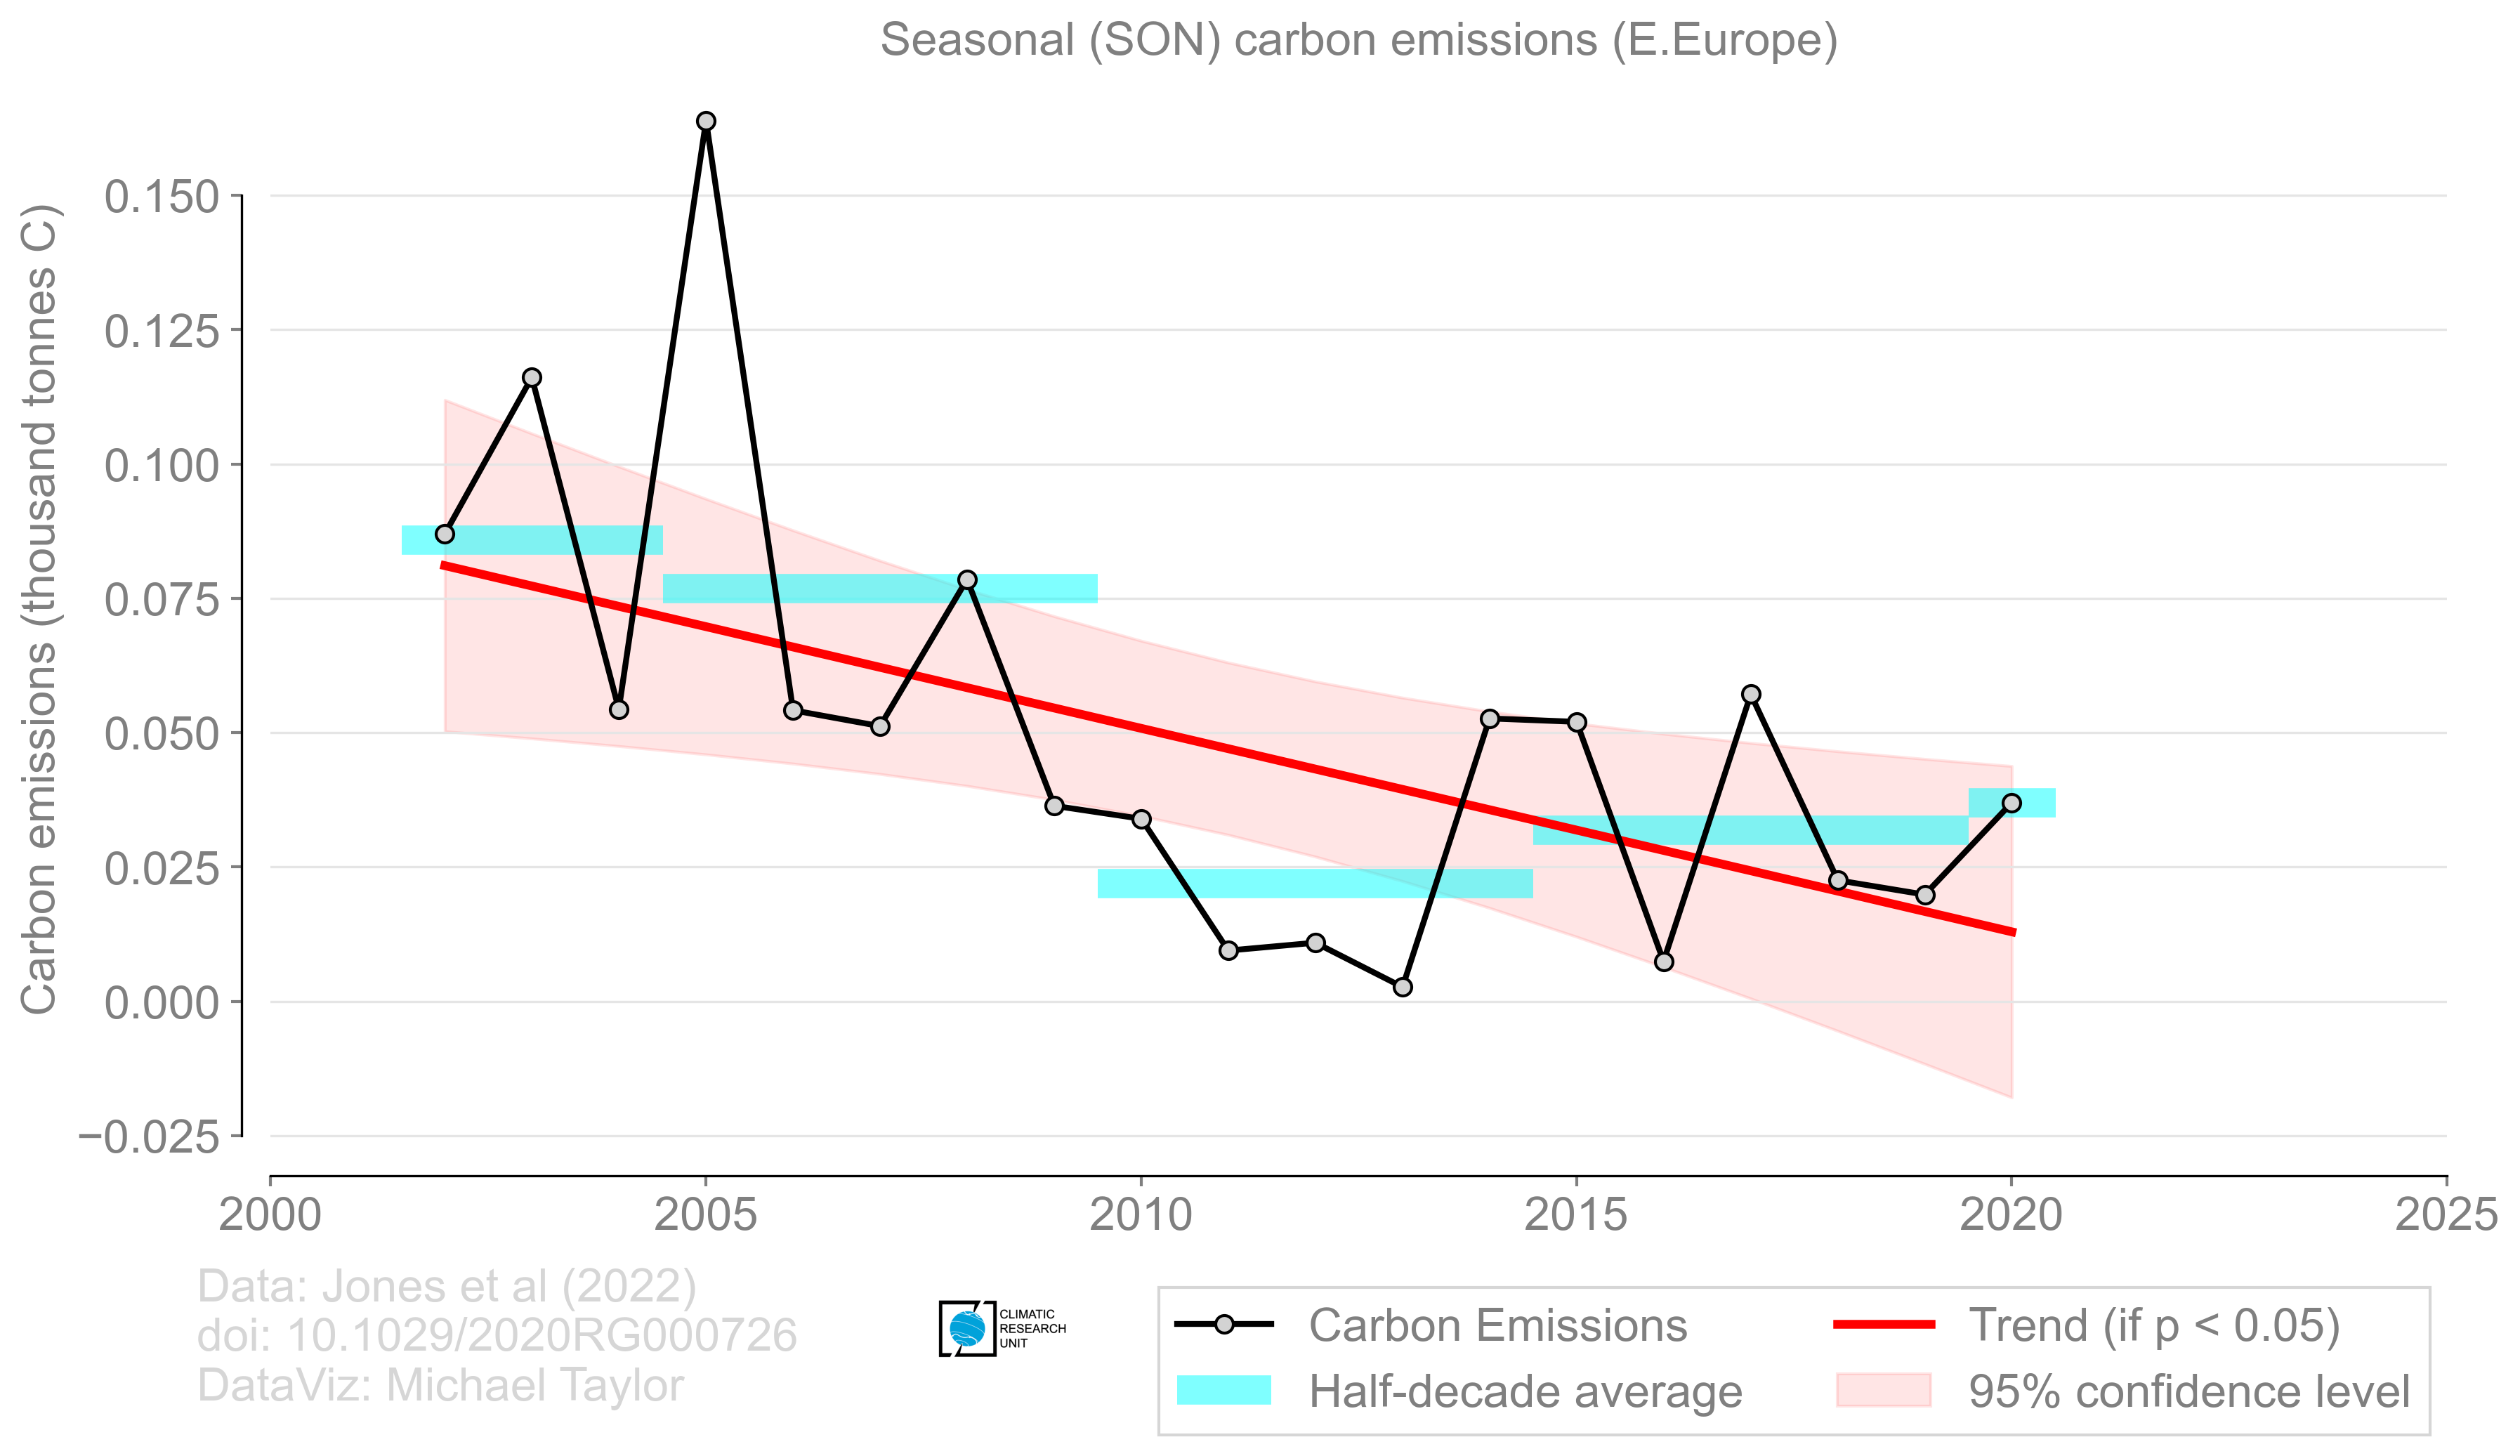 Seasonal (SON) carbon emissions (E.Europe)
Carbon emissions (thousand tonnes C)
0.150
0.125
0.100
0.075
0.050
0.025
0.000
−0.025
2000 2005 2010 2015 2020 2025
Data: Jones et al (2022)
doi: 10.1029/2020RG000726
DataViz: Michael Taylor
CLIMATIC
RESEARCH
UNIT
Carbon Emissions
Half-decade average
Trend (if p < 0.05)
95% confidence level